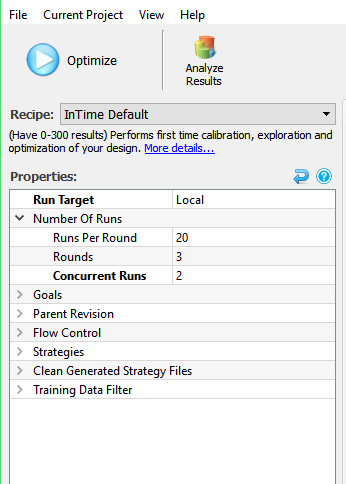 File Current Project View Help
Optimize
Analyze
Results
Recipe: InTime Default
(Have 0-300 results) Performs first time calibration, exploration and
optimization of your design. More details...
Properties:
Run Target Local
Number Of Runs
Runs Per Round 20
Rounds 3
Concurrent Runs 2
Goals
Parent Revision
Flow Control
Strategies
Clean Generated Strategy Files
Training Data Filter